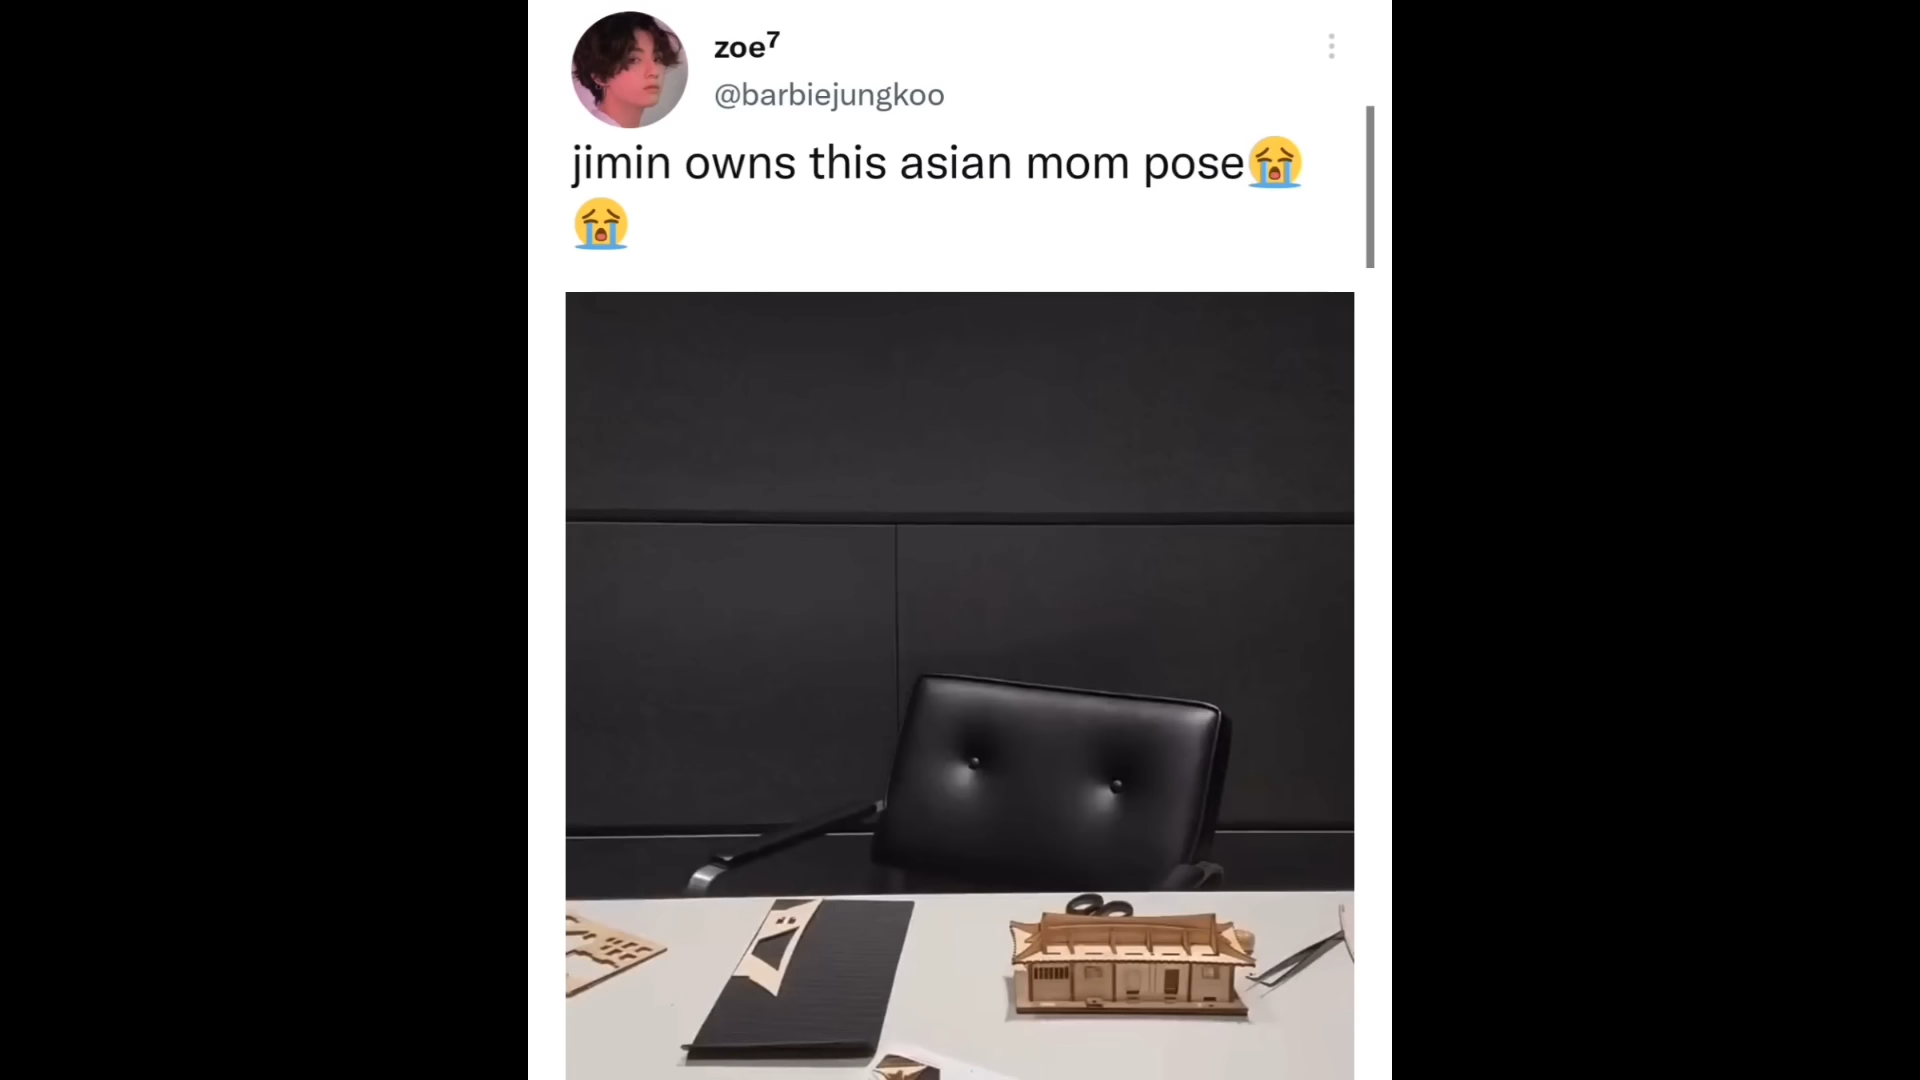 zoe⁷
@barbiejungkoo
jimin owns this asian mom pose😭
😭